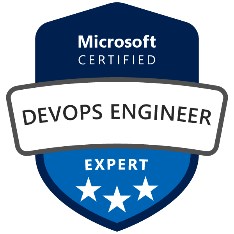 Microsoft
CERTIFIED
DEVOPS ENGINEER
EXPERT